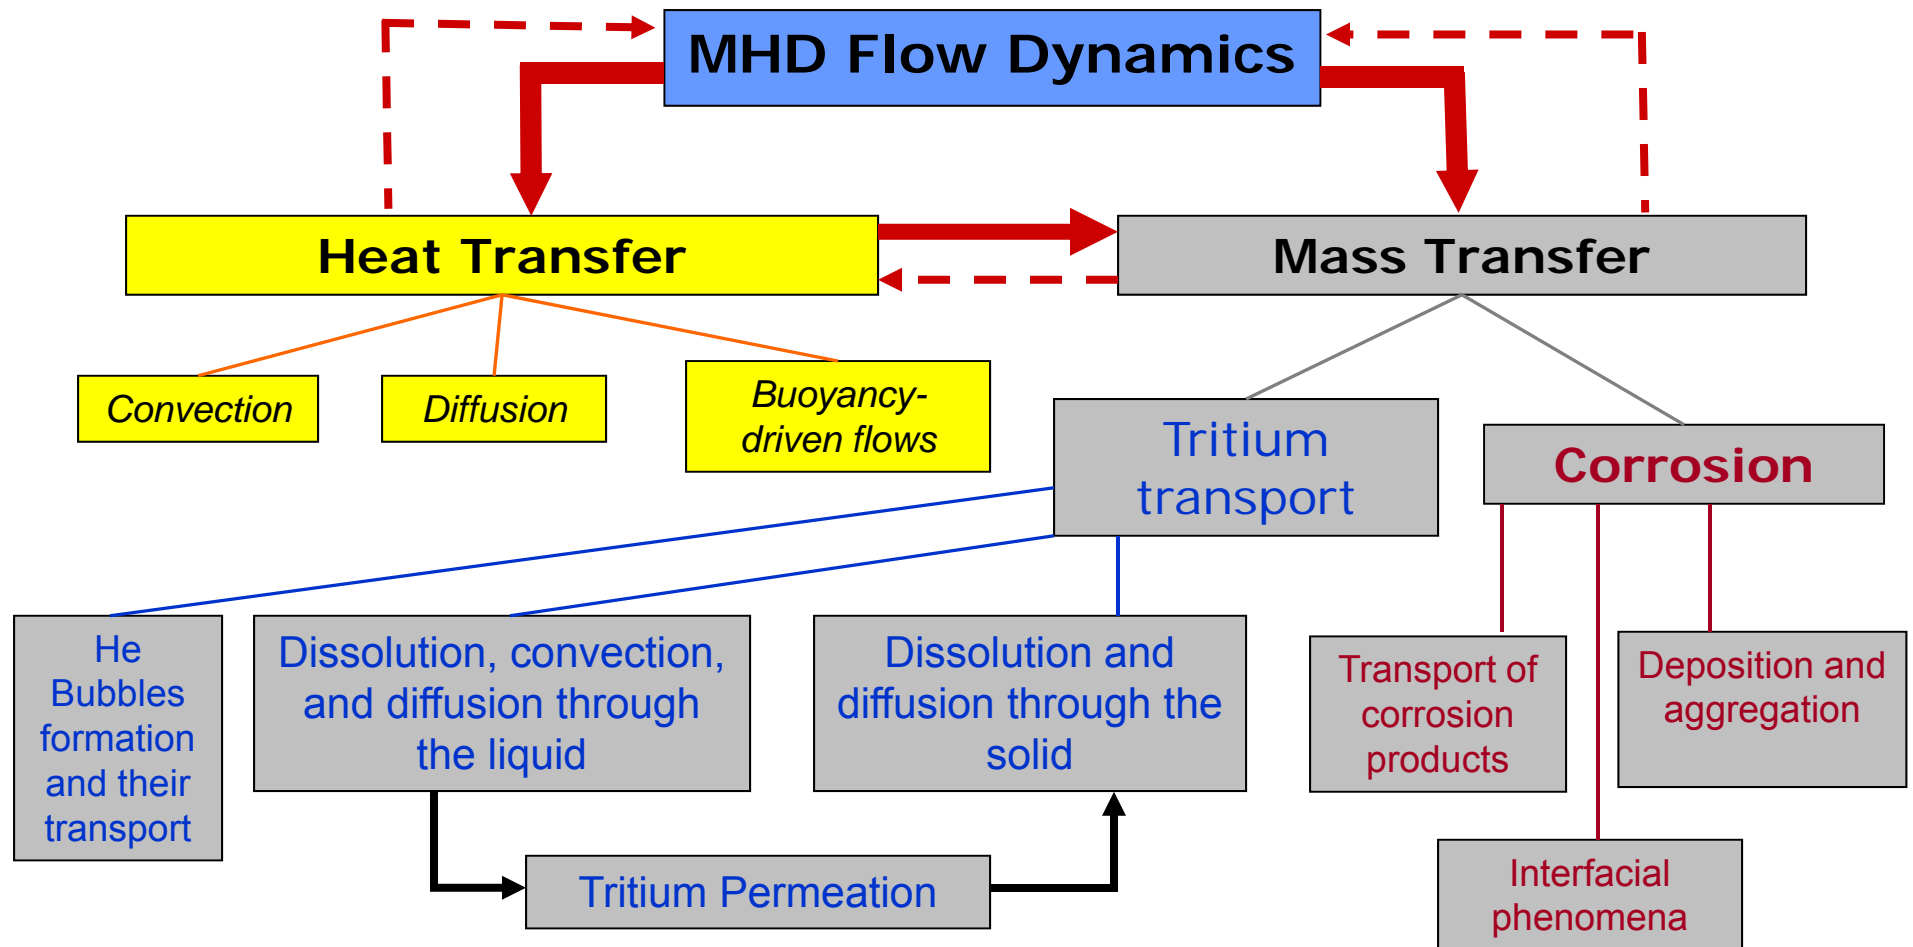 MHD Flow Dynamics
Heat Transfer
Mass Transfer
Convection
Diffusion
Buoyancy-
driven flows
Tritium
transport
Corrosion
He
Bubbles
formation
and their
transport
Dissolution, convection,
and diffusion through
the liquid
Dissolution and
diffusion through the
solid
Transport of
corrosion
products
Deposition and
aggregation
Tritium Permeation
Interfacial
phenomena